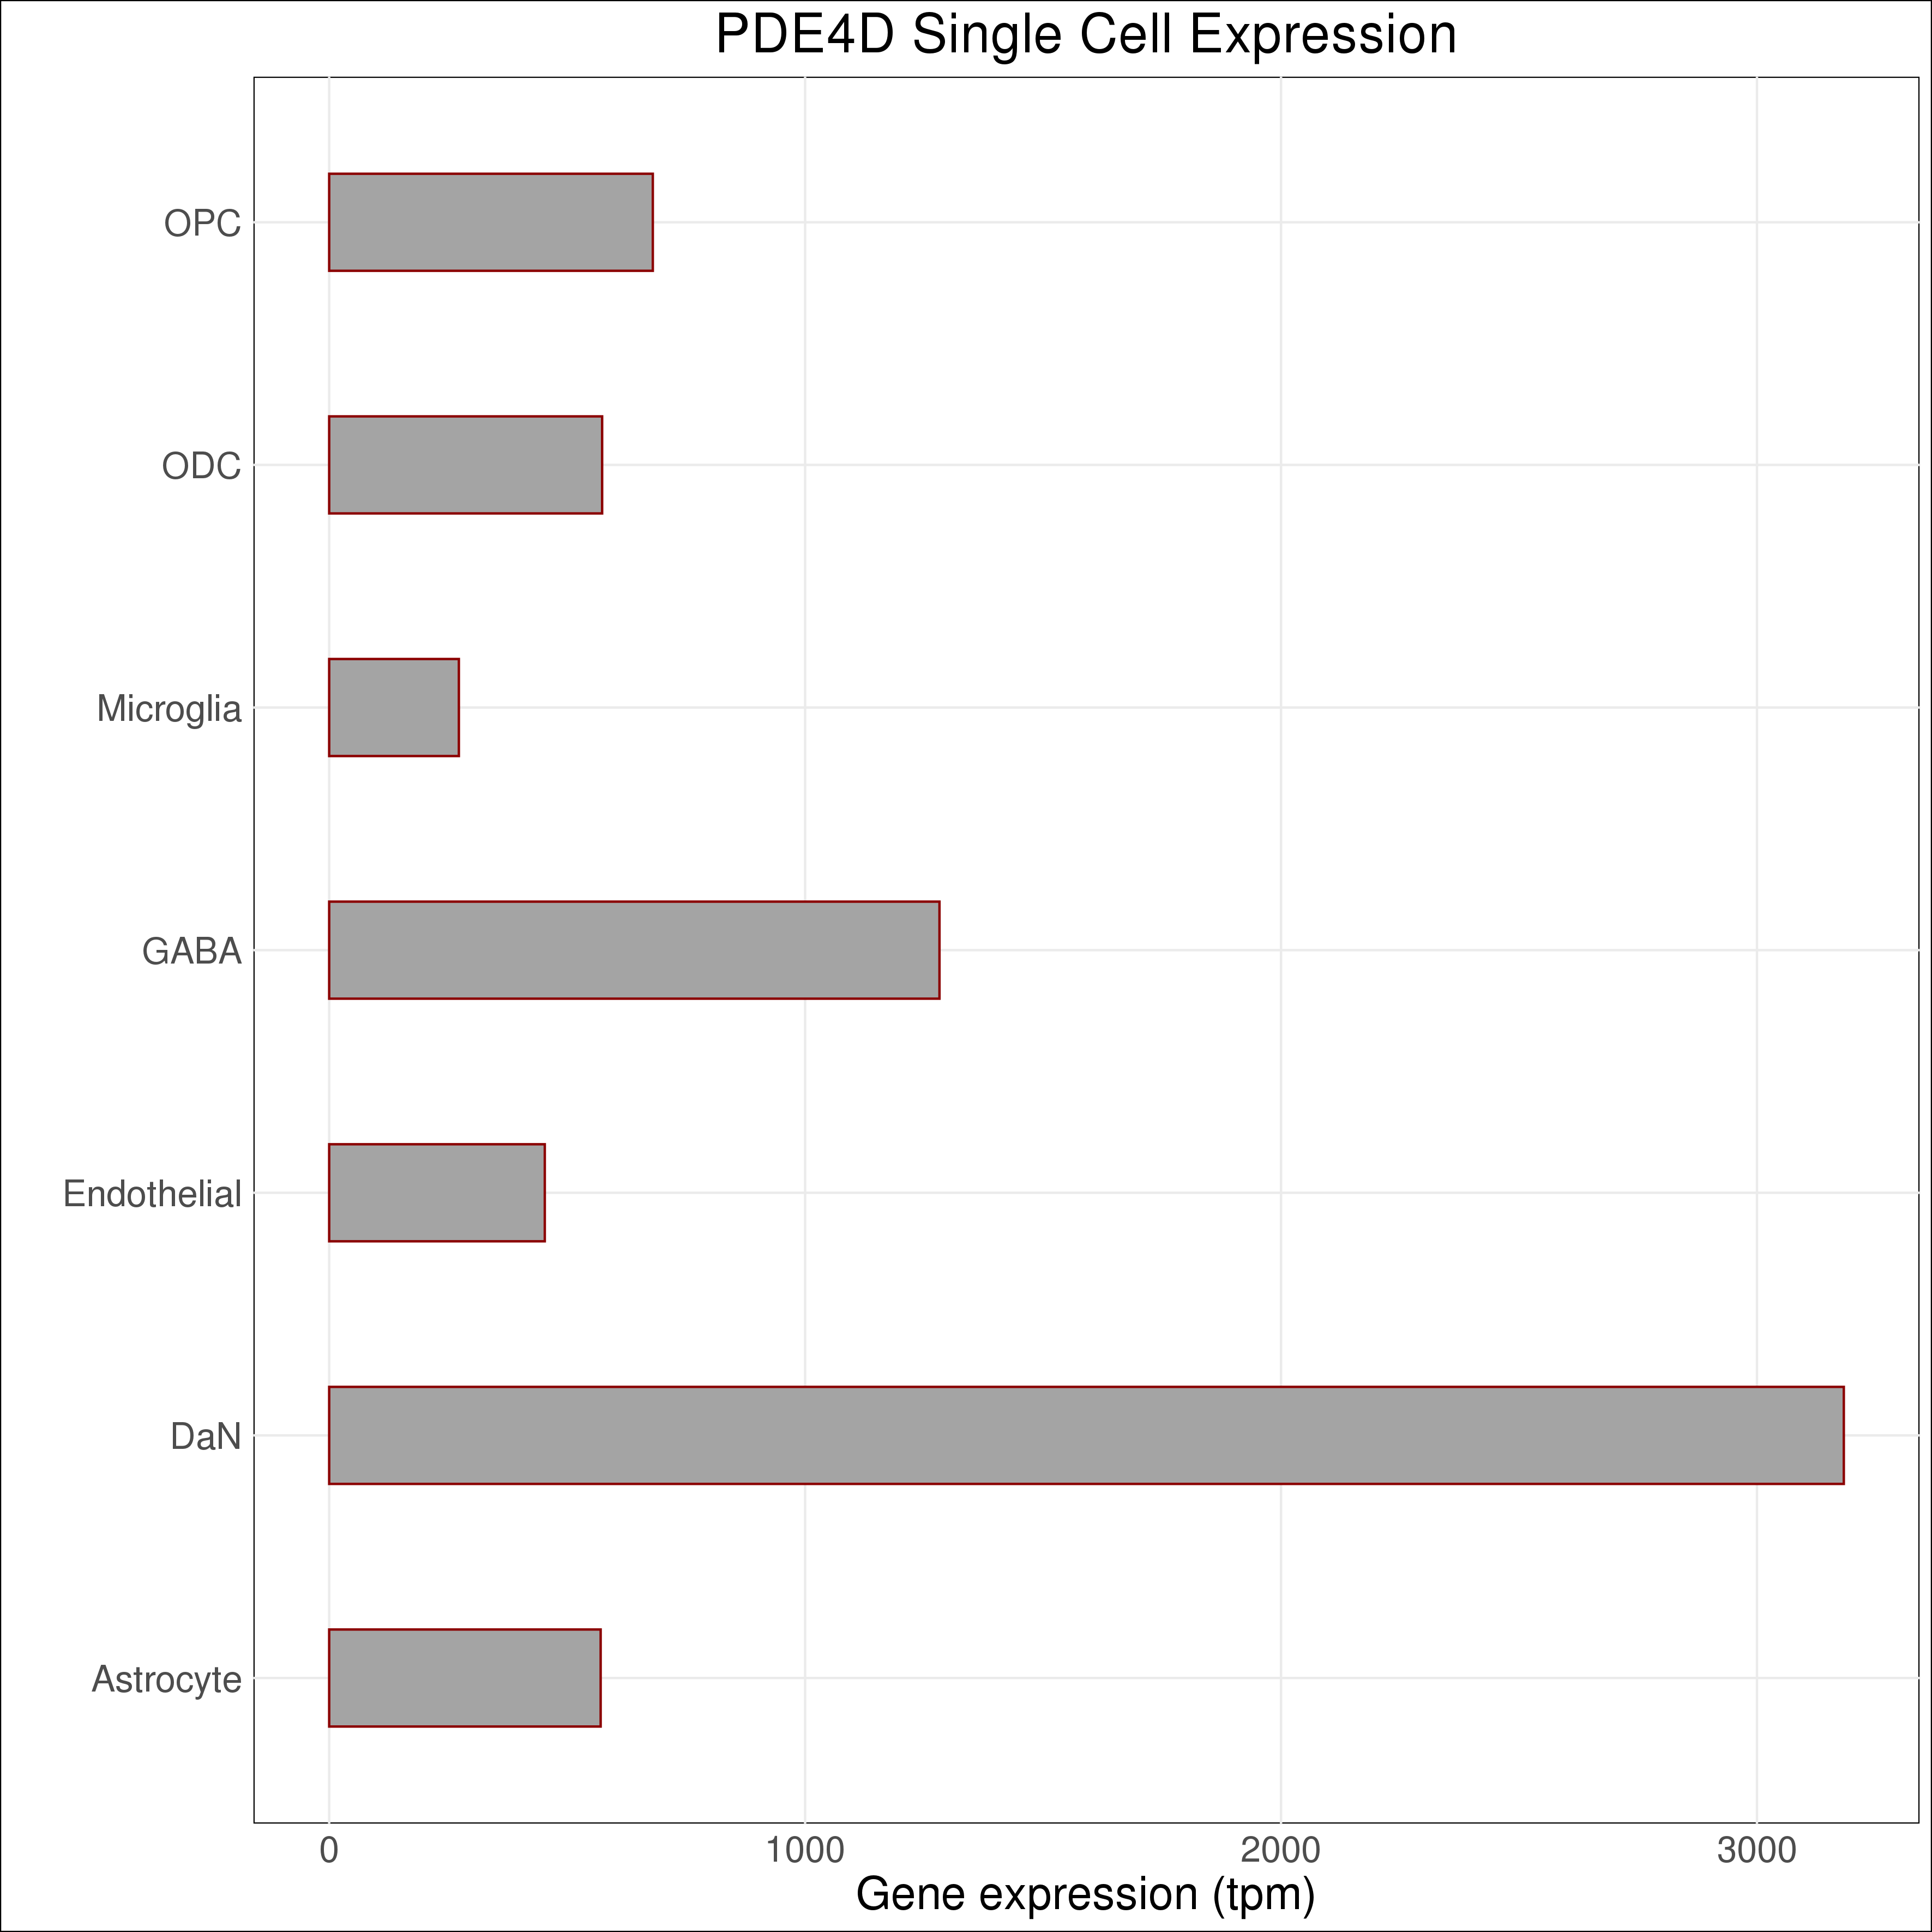 PDE4D Single Cell Expression
OPC
ODC
Microglia
GABA
Endothelial
DaN
Astrocyte
0 1000 2000 3000
Gene expression (tpm)